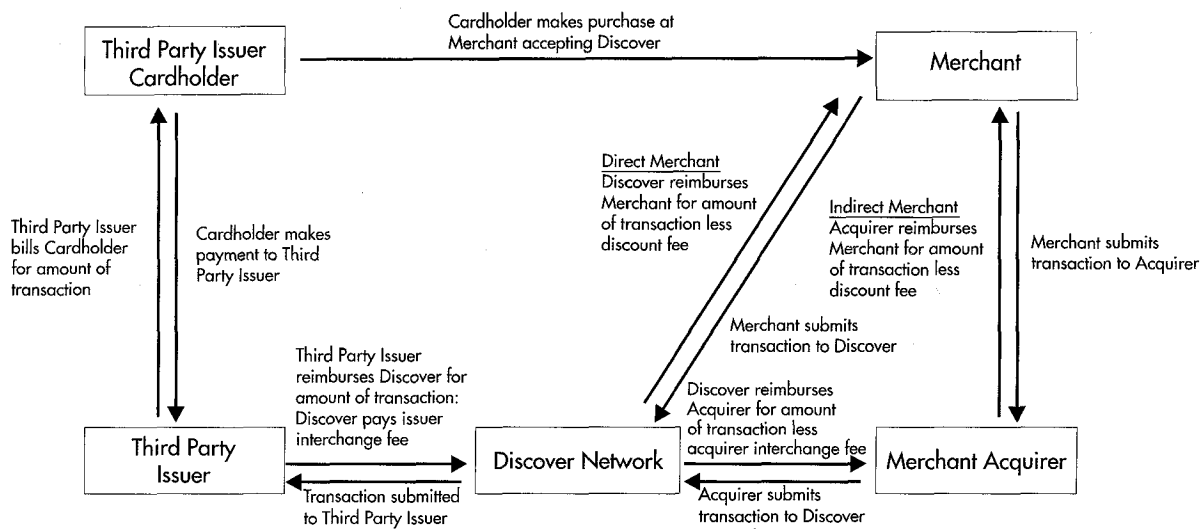 Cardholder makes purchase at
Merchant accepting Discover
Third Party Issuer
Cardholder
Merchant
Direct Merchant
Discover reimburses
Merchant for amount
of transaction less
discount fee
Indirect Merchant
Acquirer reimburses
Merchant for amount
of transaction less
discount fee
Third Party Issuer
bills Cardholder
for amount of
transaction
Cardholder makes
payment to Third
Party Issuer
Merchant submits
transaction to Acquirer
Merchant submits
transaction to Discover
Third Party Issuer
reimburses Discover for
amount of transaction:
Discover pays issuer
interchange fee
Discover reimburses
Acquirer for amount
of transaction less
acquirer interchange fee
Third Party
Issuer
Discover Network
Merchant Acquirer
Transaction submitted
to Third Party Issuer
Acquirer submits
transaction to Discover